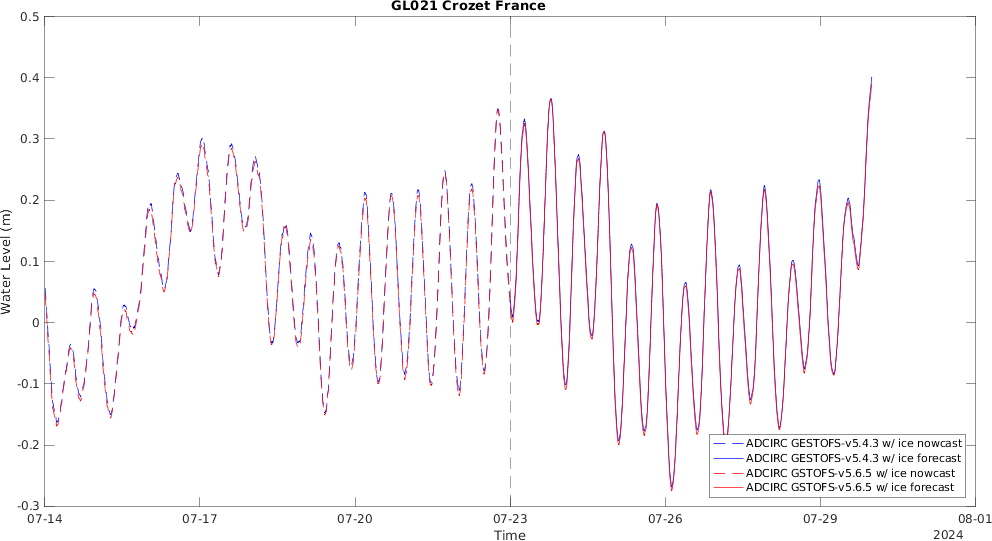 GL021 Crozet France
0.5
0.4
0.3
0.2
0.1
0
-0.1
-0.2
-0.3
Water Level (m)
ADCIRC GESTOFS-v5.4.3 w/ ice nowcast
ADCIRC GESTOFS-v5.4.3 w/ ice forecast
ADCIRC GSTOFS-v5.6.5 w/ ice nowcast
ADCIRC GSTOFS-v5.6.5 w/ ice forecast
07-14 07-17 07-20 07-23 07-26 07-29 08-01
Time
2024